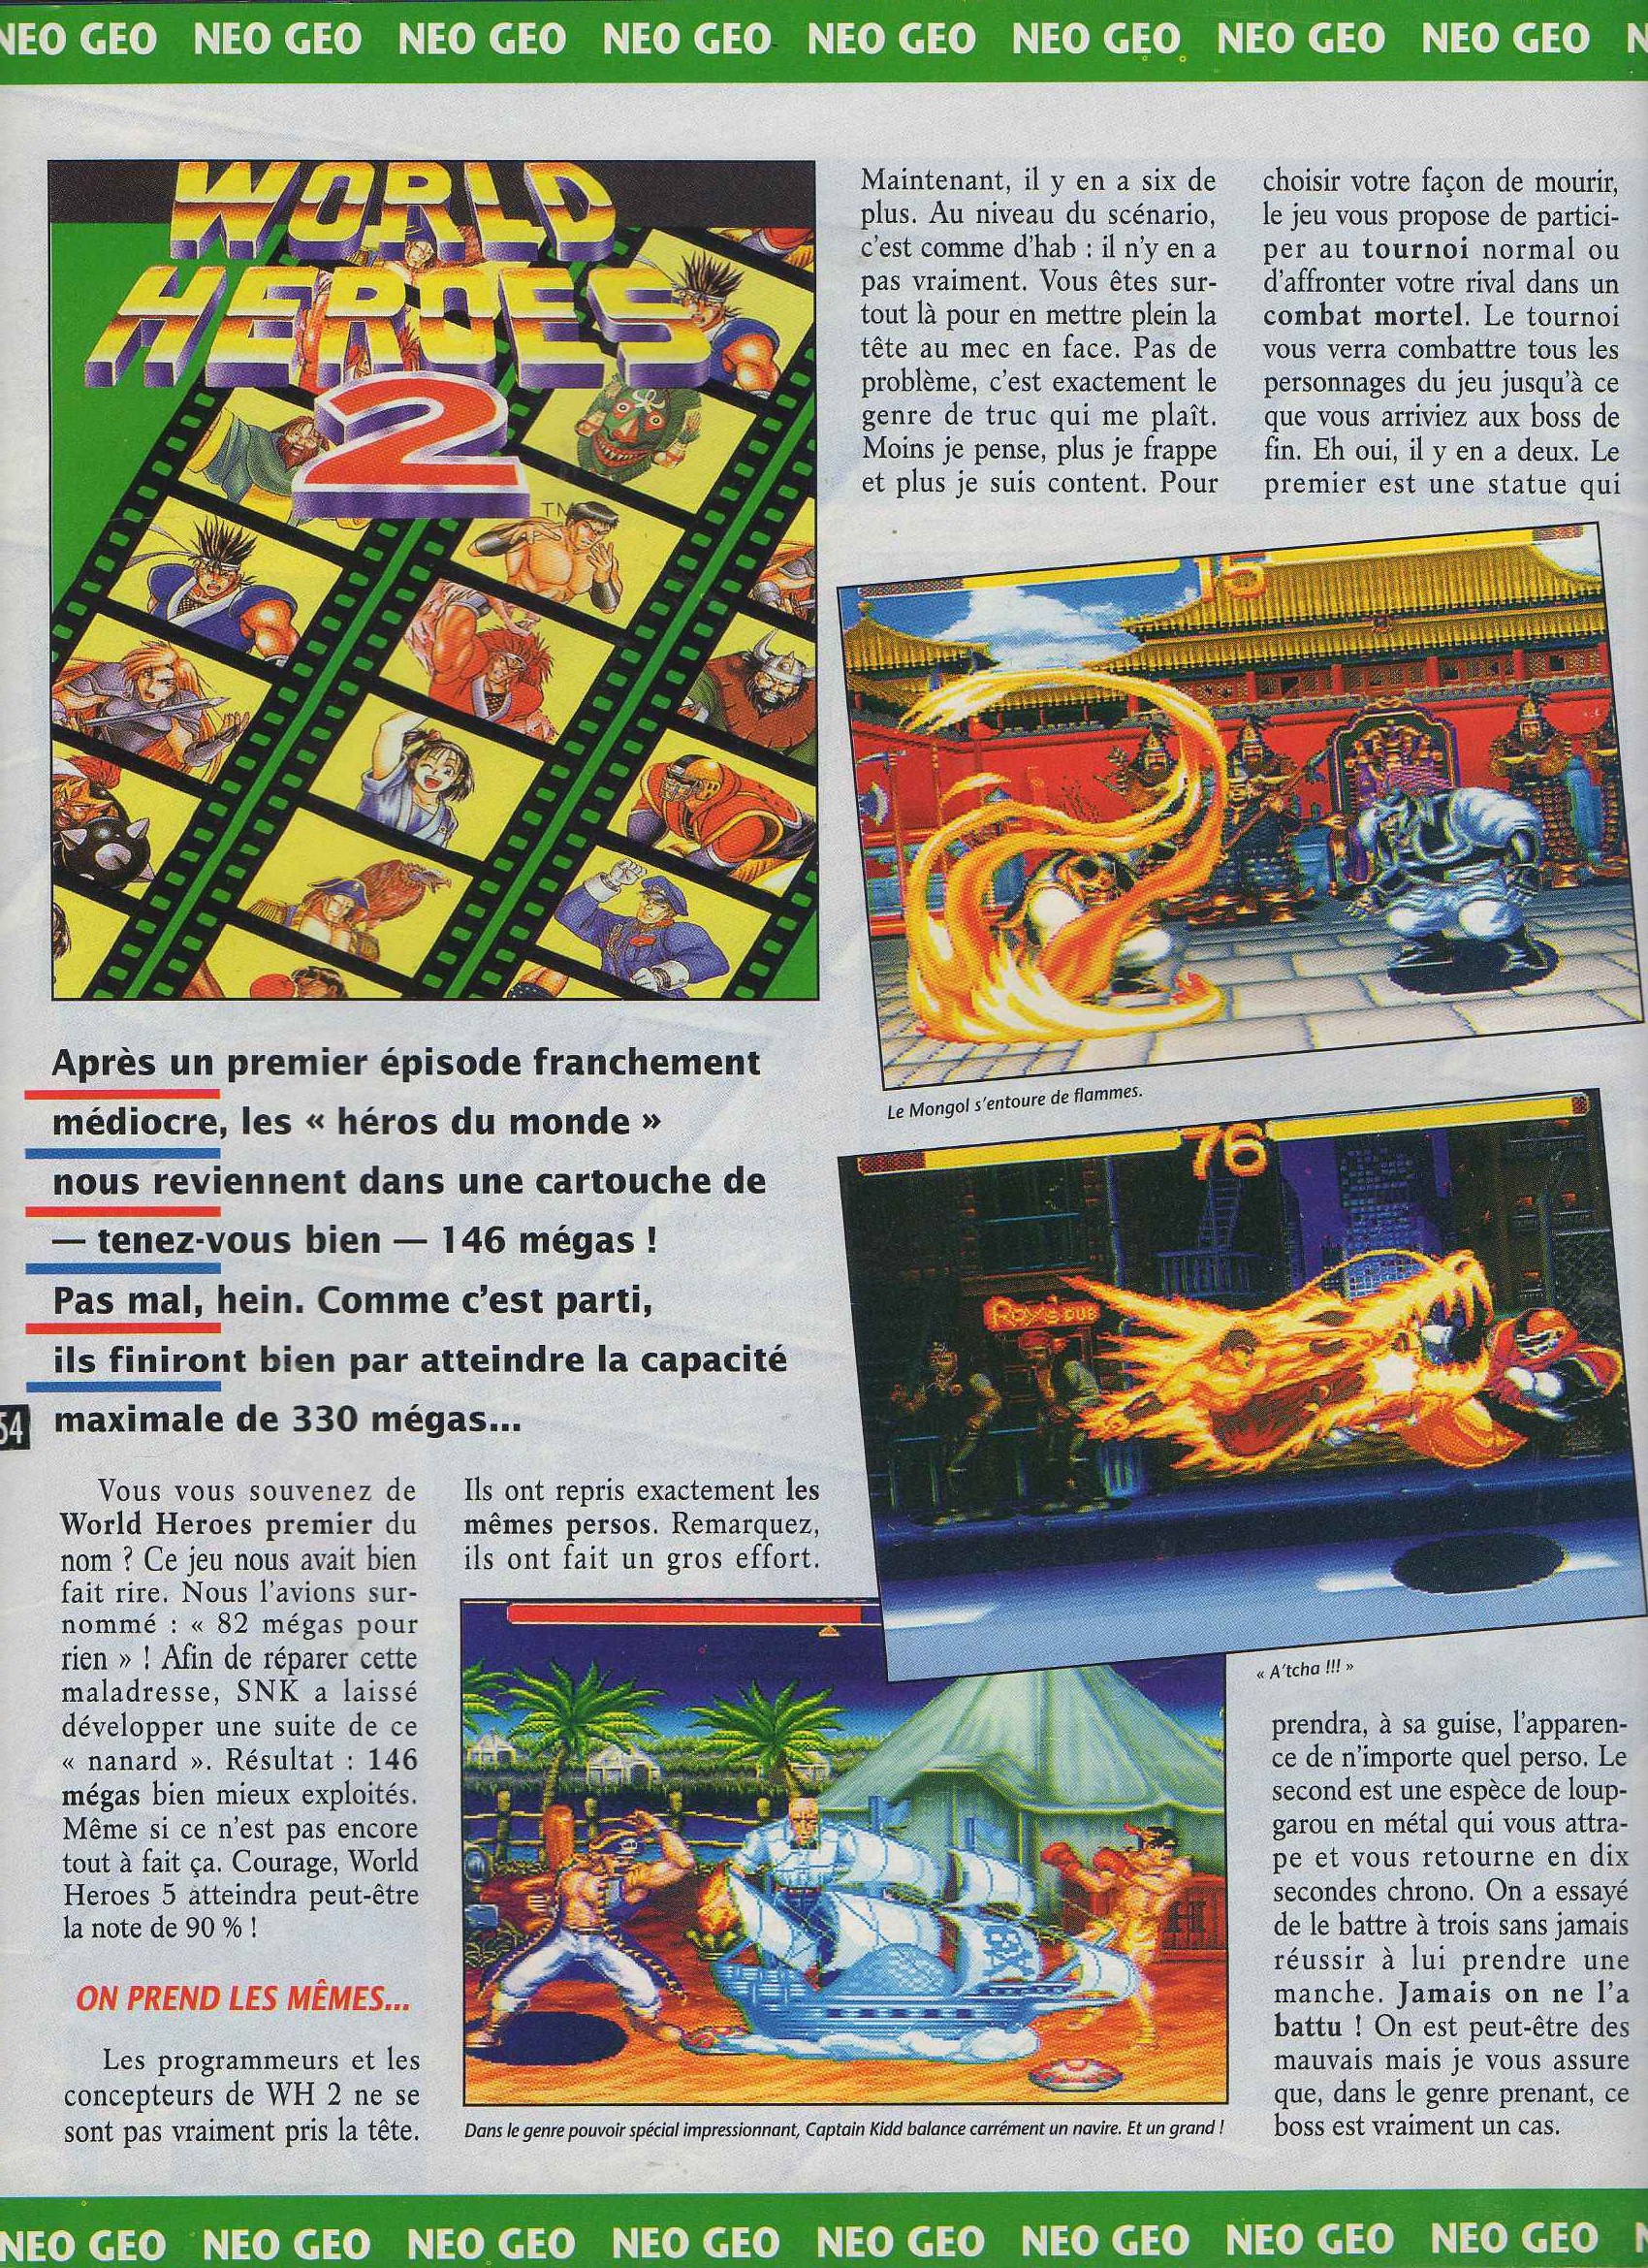 NEO GEO NEO GEO NEO GEO NEO GEO NEO GEO NEO GEO NEO GEO NEO GEO N
WORLD
HEROES
2
TM
Après un premier épisode franchement
médiocre, les « héros du monde »
nous reviennent dans une cartouche de
— tenez-vous bien — 146 mégas !
Pas mal, hein. Comme c'est parti,
ils finiront bien par atteindre la capacité
maximale de 330 mégas...
54
Vous vous souvenez de
World Heroes premier du
nom ? Ce jeu nous avait bien
fait rire. Nous l'avions sur-
nommé : « 82 mégas pour
rien » ! Afin de réparer cette
maladresse, SNK a laissé
développer une suite de ce
« nanard ». Résultat : 146
mégas bien mieux exploités.
Même si ce n'est pas encore
tout à fait ça. Courage, World
Heroes 5 atteindra peut-être
la note de 90 % !
ON PREND LES MÊMES...
Les programmeurs et les
concepteurs de WH 2 ne se
sont pas vraiment pris la tête.
Ils ont repris exactement les
mêmes persos. Remarquez,
ils ont fait un gros effort.
Maintenant, il y en a six de
plus. Au niveau du scénario,
c'est comme d'hab : il n'y en a
pas vraiment. Vous êtes sur-
tout là pour en mettre plein la
tête au mec en face. Pas de
problème, c'est exactement le
genre de truc qui me plaît.
Moins je pense, plus je frappe
et plus je suis content. Pour
choisir votre façon de mourir,
le jeu vous propose de partici-
per au tournoi normal ou
d'affronter votre rival dans un
combat mortel. Le tournoi
vous verra combattre tous les
personnages du jeu jusqu'à ce
que vous arriviez aux boss de
fin. Eh oui, il y en a deux. Le
premier est une statue qui
15
Le Mongol s'entoure de flammes.
76
Roy's PUB
« A'tcha !!! »
Dans le genre pouvoir spécial impressionnant, Captain Kidd balance carrément un navire. Et un grand !
prendra, à sa guise, l'apparen-
ce de n'importe quel perso. Le
second est une espèce de loup-
garou en métal qui vous attra-
pe et vous retourne en dix
secondes chrono. On a essayé
de le battre à trois sans jamais
réussir à lui prendre une
manche. Jamais on ne l'a
battu ! On est peut-être des
mauvais mais je vous assure
que, dans le genre prenant, ce
boss est vraiment un cas.
NEO GEO NEO GEO NEO GEO NEO GEO NEO GEO NEO GEO NEO GEO NEO GEO N